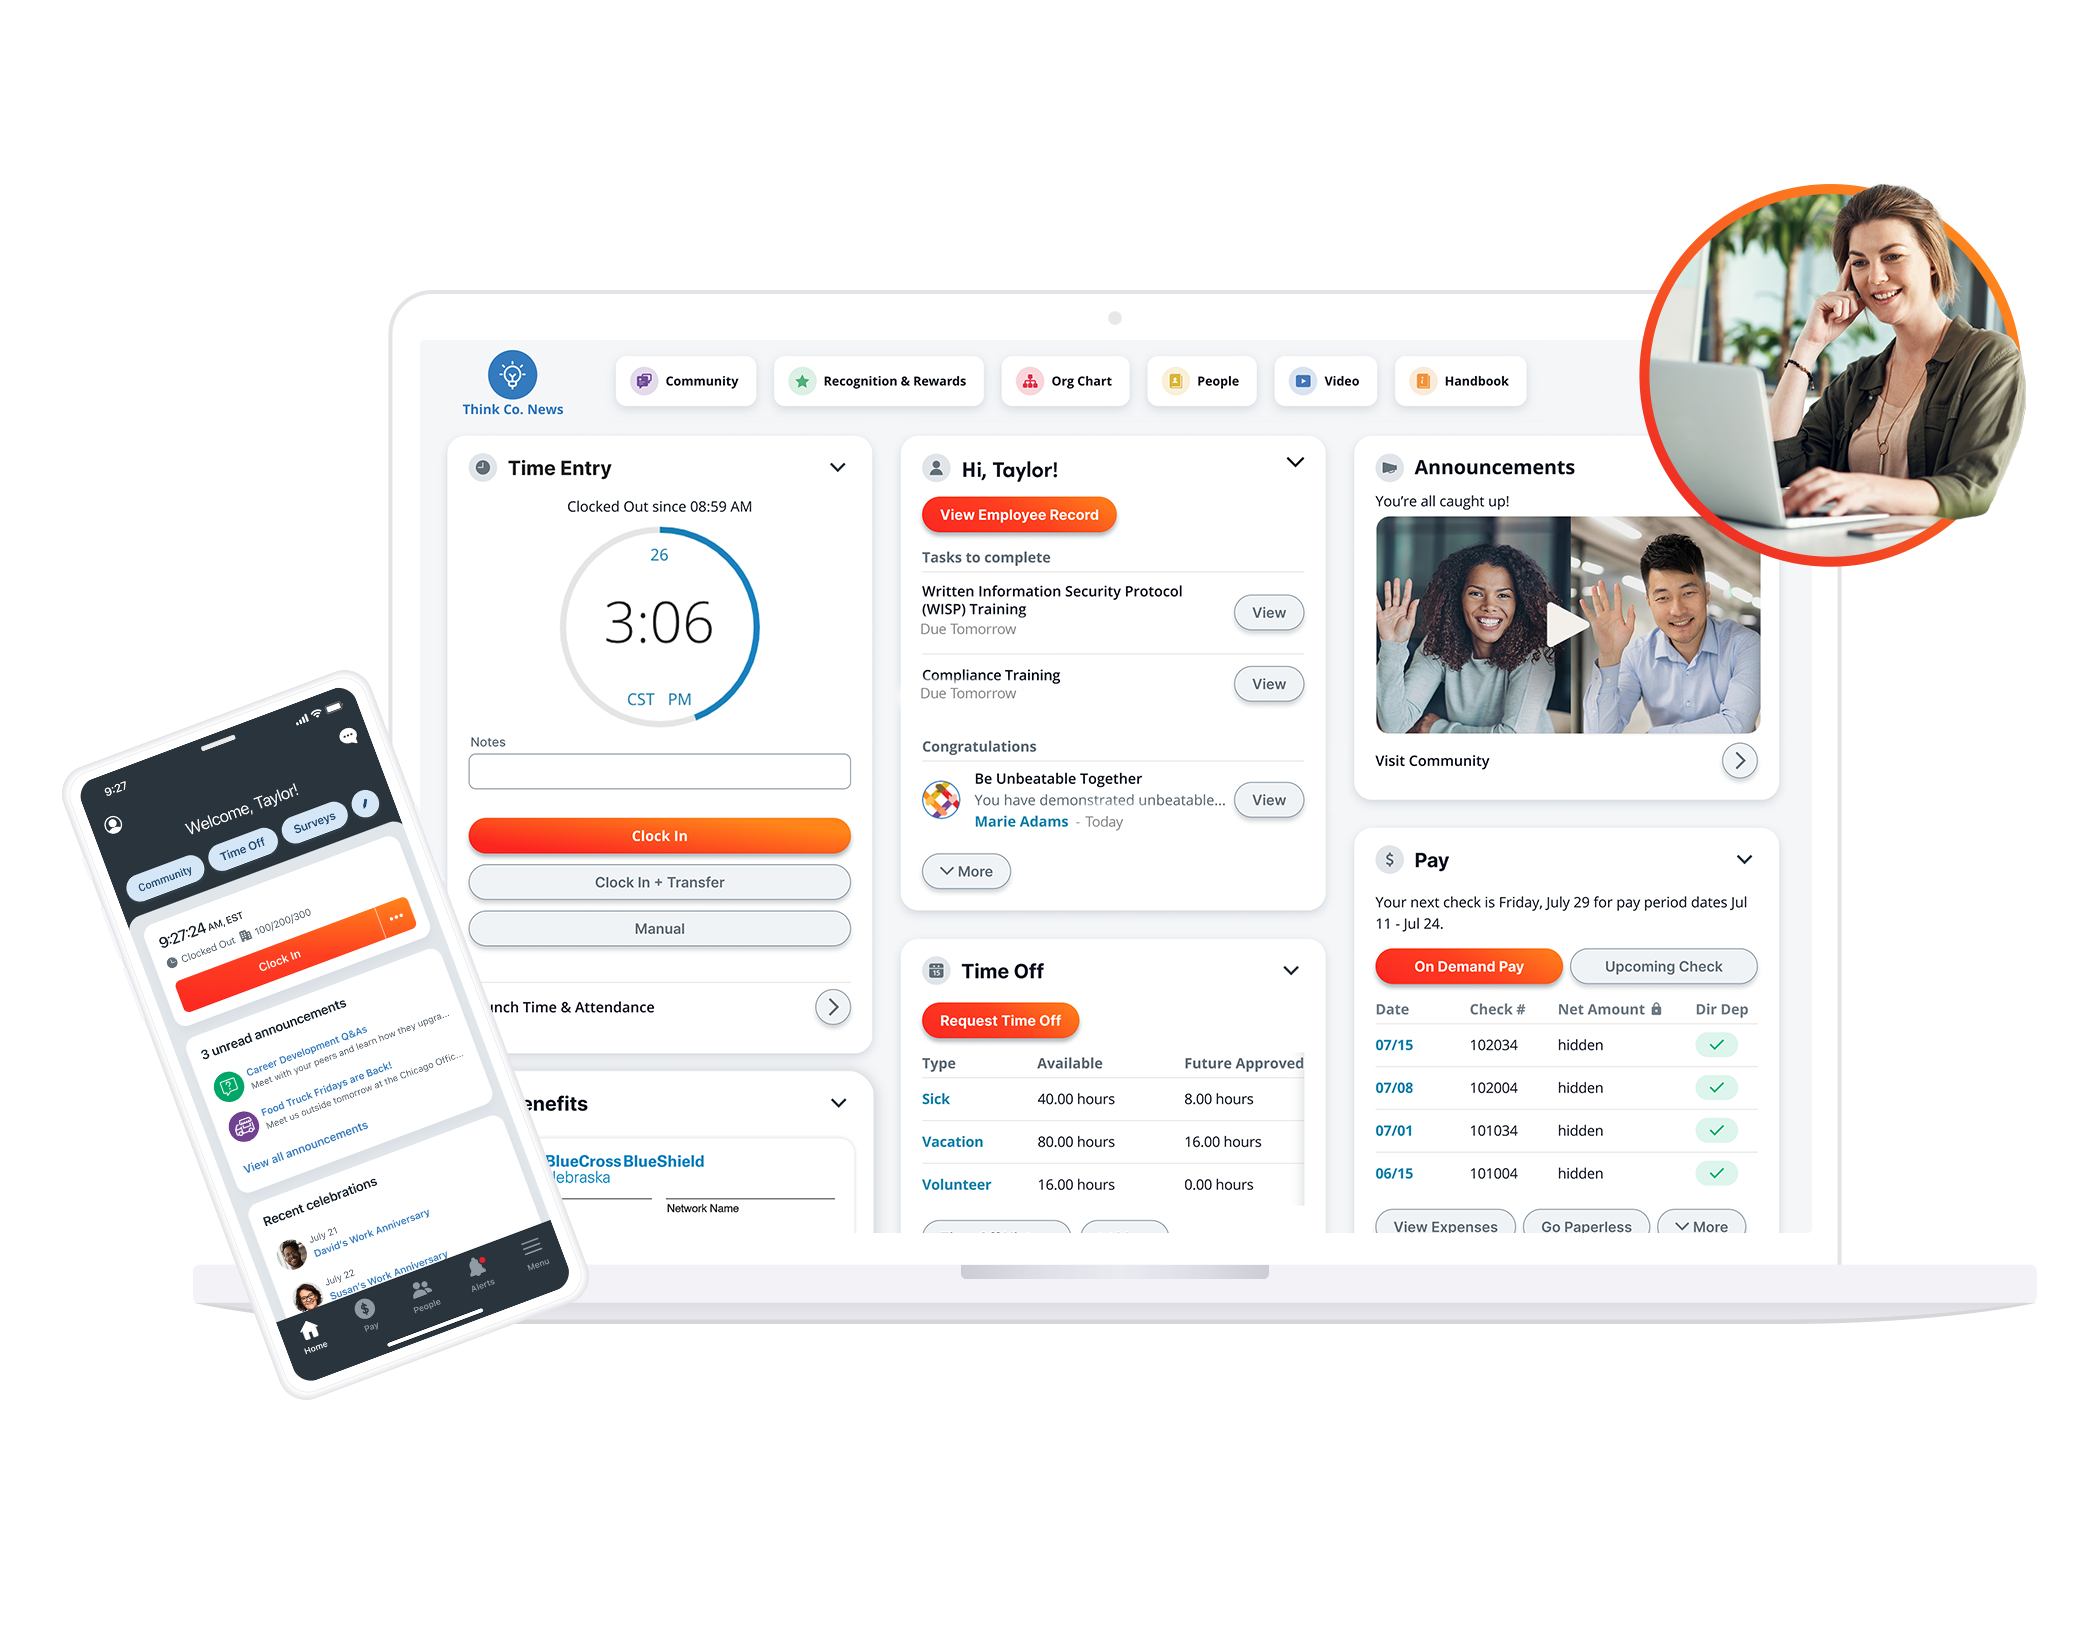 Think Co. News
Community
Recognition & Rewards
Org Chart
People
Video
Handbook
Time Entry
Clocked Out since 08:59 AM
26
3:06
CST PM
Notes
Clock In
Clock In + Transfer
Manual
nch Time & Attendance
enefits
BlueCross BlueShield
ebraska
Network Name
Hi, Taylor!
View Employee Record
Tasks to complete
Written Information Security Protocol
(WISP) Training
Due Tomorrow
View
Compliance Training
Due Tomorrow
View
Congratulations
Be Unbeatable Together
You have demonstrated unbeatable...
Marie Adams - Today
View
More
Time Off
Request Time Off
Type Available Future Approved
Sick 40.00 hours 8.00 hours
Vacation 80.00 hours 16.00 hours
Volunteer 16.00 hours 0.00 hours
Announcements
You're all caught up!
Visit Community
Pay
Your next check is Friday, July 29 for pay period dates Jul
11 - Jul 24.
On Demand Pay Upcoming Check
Date Check # Net Amount Dir Dep
07/15 102034 hidden
07/08 102004 hidden
07/01 101034 hidden
06/15 101004 hidden
View Expenses Go Paperless More
9:27
Welcome, Taylor!
Community Time Off Surveys
9:27:24 AM, EST
Clocked Out 100/200/300
Clock In
3 unread announcements
Career Development Q&As
Meet with your peers and learn how they upgra...
Food Truck Fridays are Back!
Meet us outside tomorrow at the Chicago Offic...
View all announcements
Recent celebrations
July 21
David's Work Anniversary
July 22
Susan's Work Anniversary
Home Pay People Alerts Menu